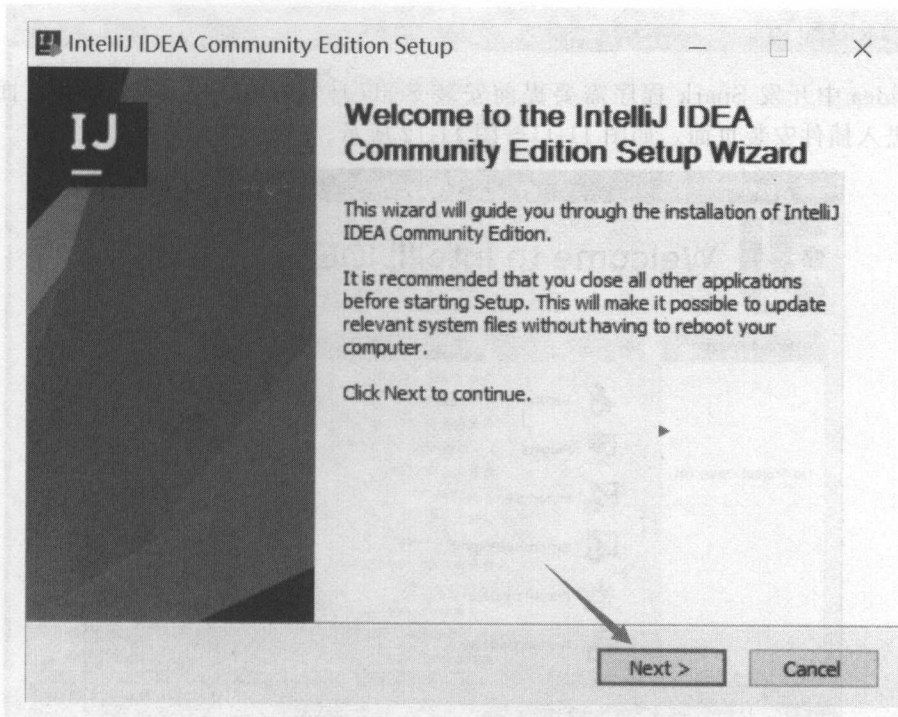 IntelliJ IDEA Community Edition Setup
IJ
Welcome to the IntelliJ IDEA
Community Edition Setup Wizard
This wizard will guide you through the installation of IntelliJ
IDEA Community Edition.
It is recommended that you close all other applications
before starting Setup. This will make it possible to update
relevant system files without having to reboot your
computer.
Click Next to continue.
Next >
Cancel